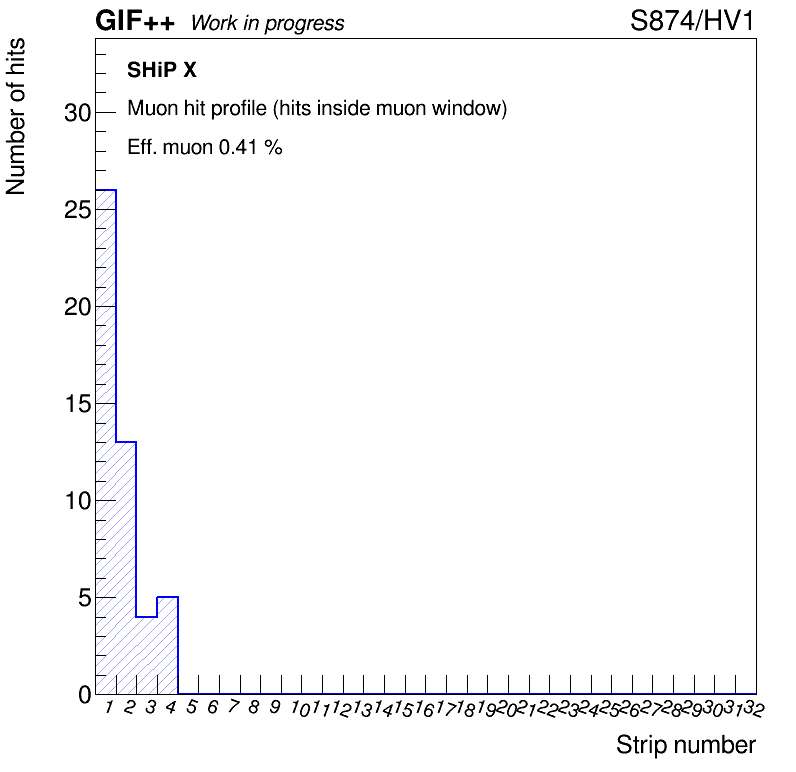 GIF++ Work in progress S874/HV1
Number of hits
SHiP X
Muon hit profile (hits inside muon window)
Eff. muon 0.41 %
30
25
20
15
10
5
0
1 2 3 4 5 6 7 8 9 10 11 12 13 14 15 16 17 18 19 20 21 22 23 24 25 26 27 28 29 30 31 32
Strip number